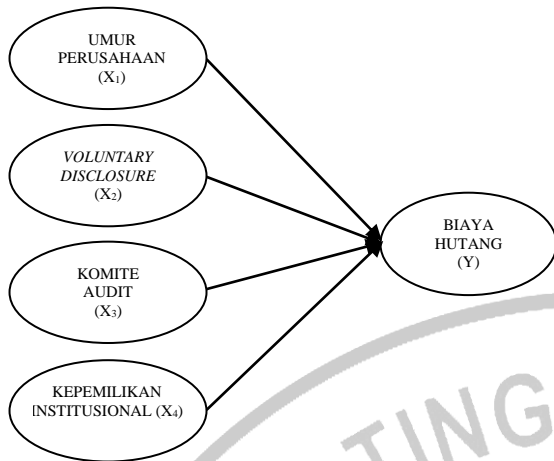 UMUR
PERUSAHAAN
(X₁)
VOLUNTARY
DISCLOSURE
(X₂)
KOMITE
AUDIT
(X₃)
KEPEMILIKAN
INSTITUSIONAL (X₄)
BIAYA
HUTANG
(Y)
TING